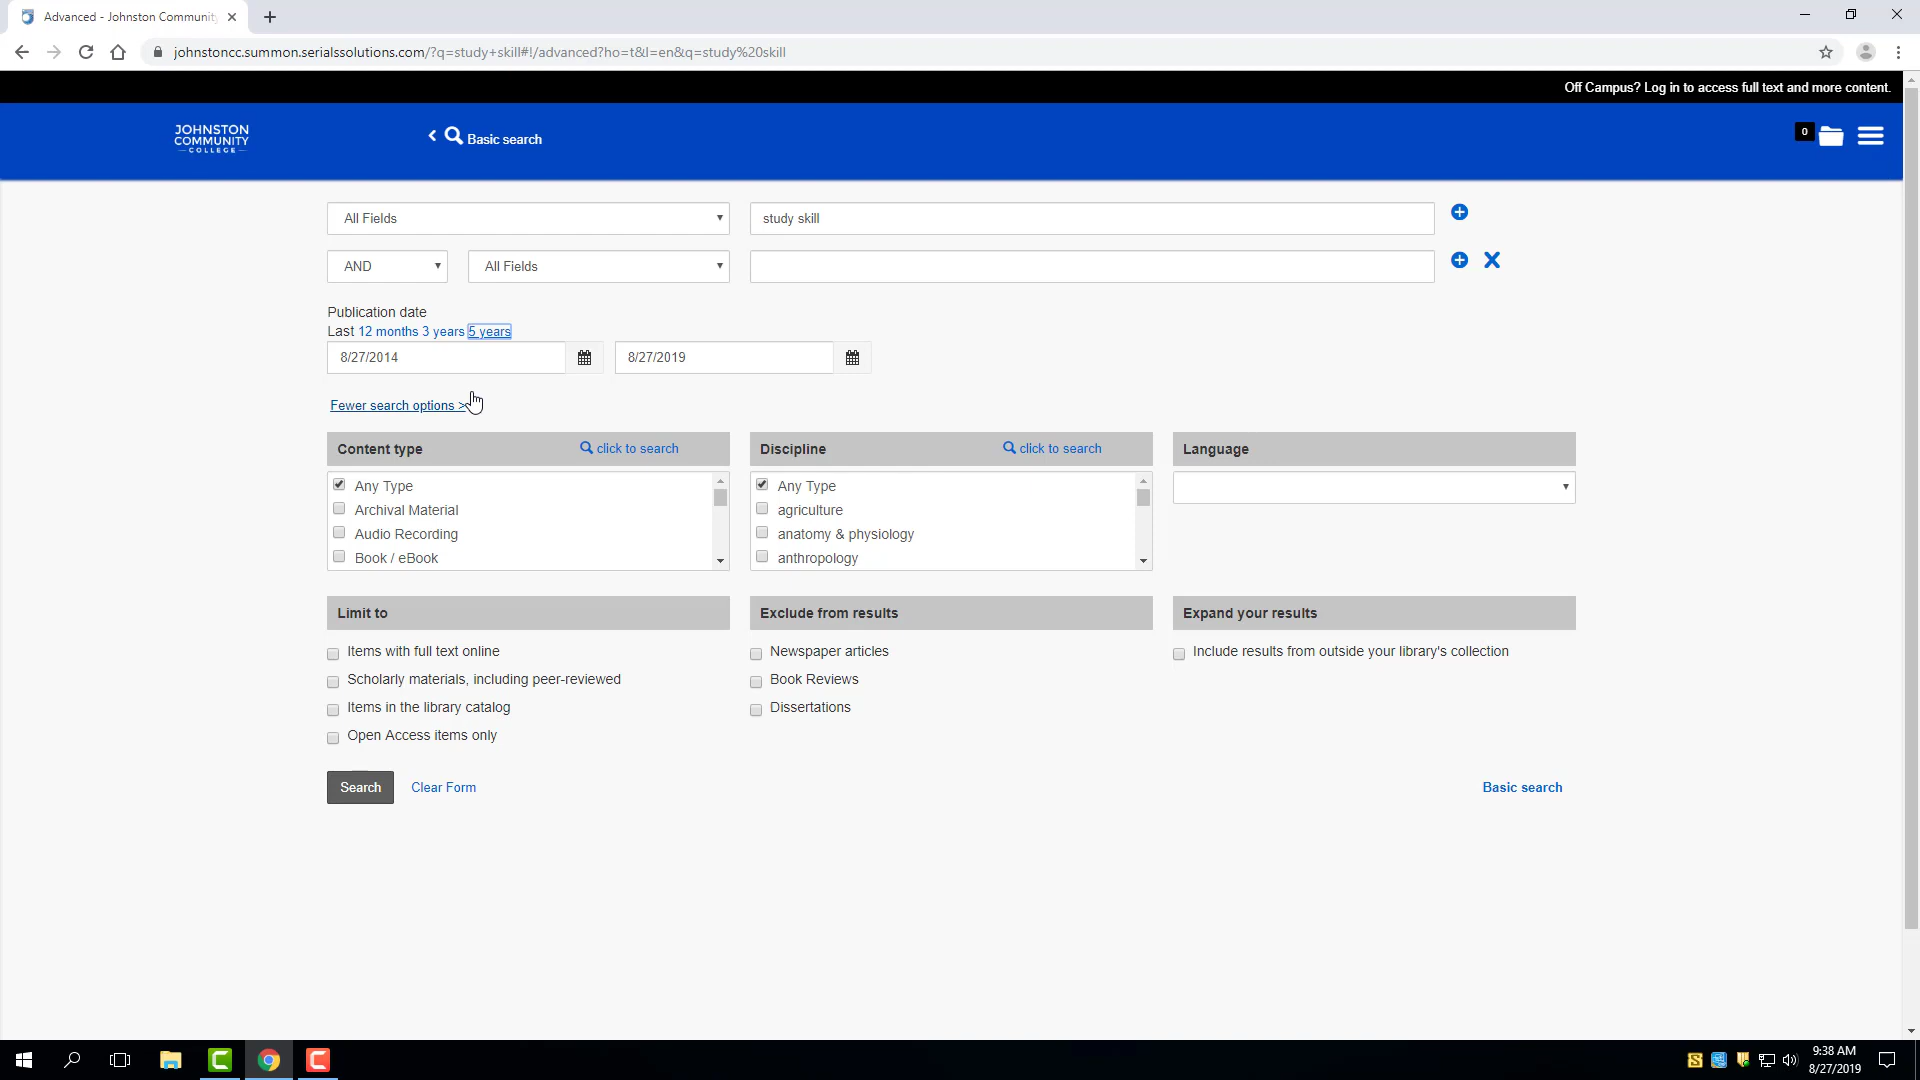 Advanced - Johnston Communit
johnstoncc.summon.serialssolutions.com/?q=study+skill#!/advanced?ho=t&l=en&q=study%20skill
Off Campus? Log in to access full text and more content.
JOHNSTON
COMMUNITY
COLLEGE
Basic search
0
All Fields
study skill
AND
All Fields
Publication date
Last 12 months 3 years 5 years
8/27/2014
8/27/2019
Fewer search options >
Content type
click to search
Discipline
click to search
Language
Any Type
Archival Material
Audio Recording
Book / eBook
Any Type
agriculture
anatomy & physiology
anthropology
Limit to
Exclude from results
Expand your results
Items with full text online
Scholarly materials, including peer-reviewed
Items in the library catalog
Open Access items only
Newspaper articles
Book Reviews
Dissertations
Include results from outside your library's collection
Search
Clear Form
Basic search
9:38 AM
8/27/2019